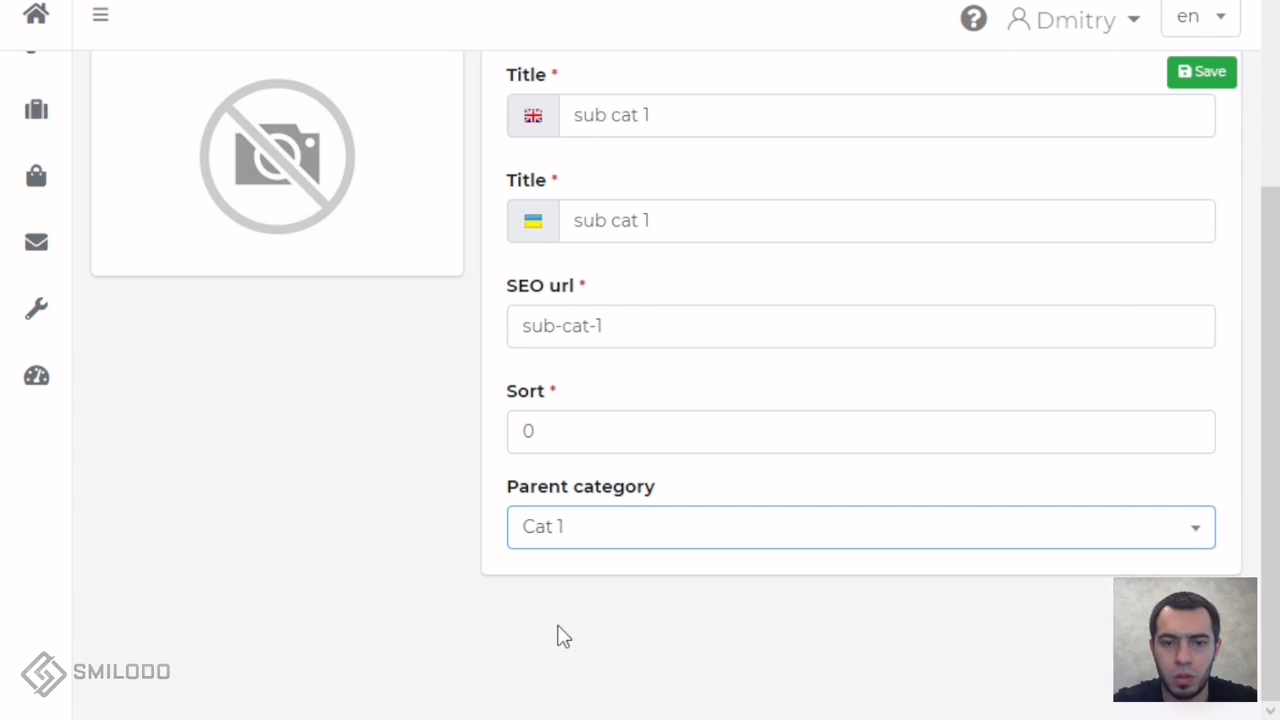 Dmitry
en
Title *
Save
sub cat 1
Title *
sub cat 1
SEO url *
sub-cat-1
Sort *
0
Parent category
Cat 1
SMILODO